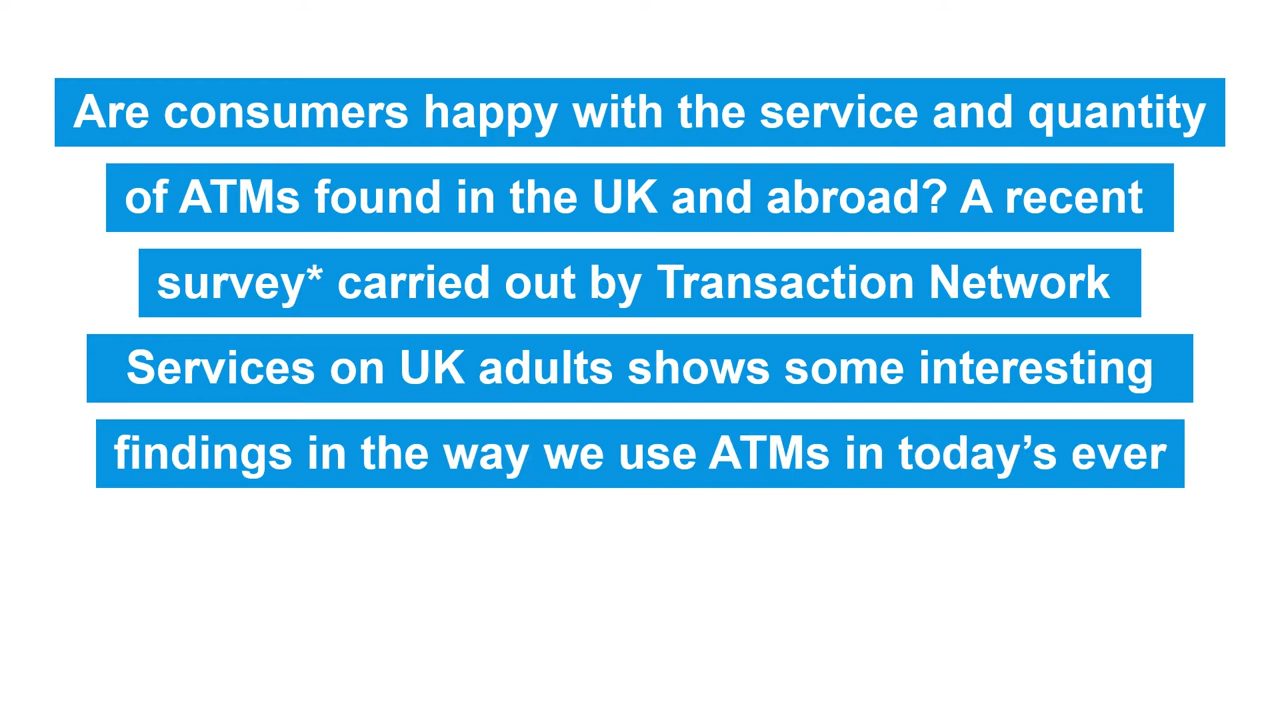 Are consumers happy with the service and quantity
of ATMs found in the UK and abroad? A recent
survey* carried out by Transaction Network
Services on UK adults shows some interesting
findings in the way we use ATMs in today’s ever